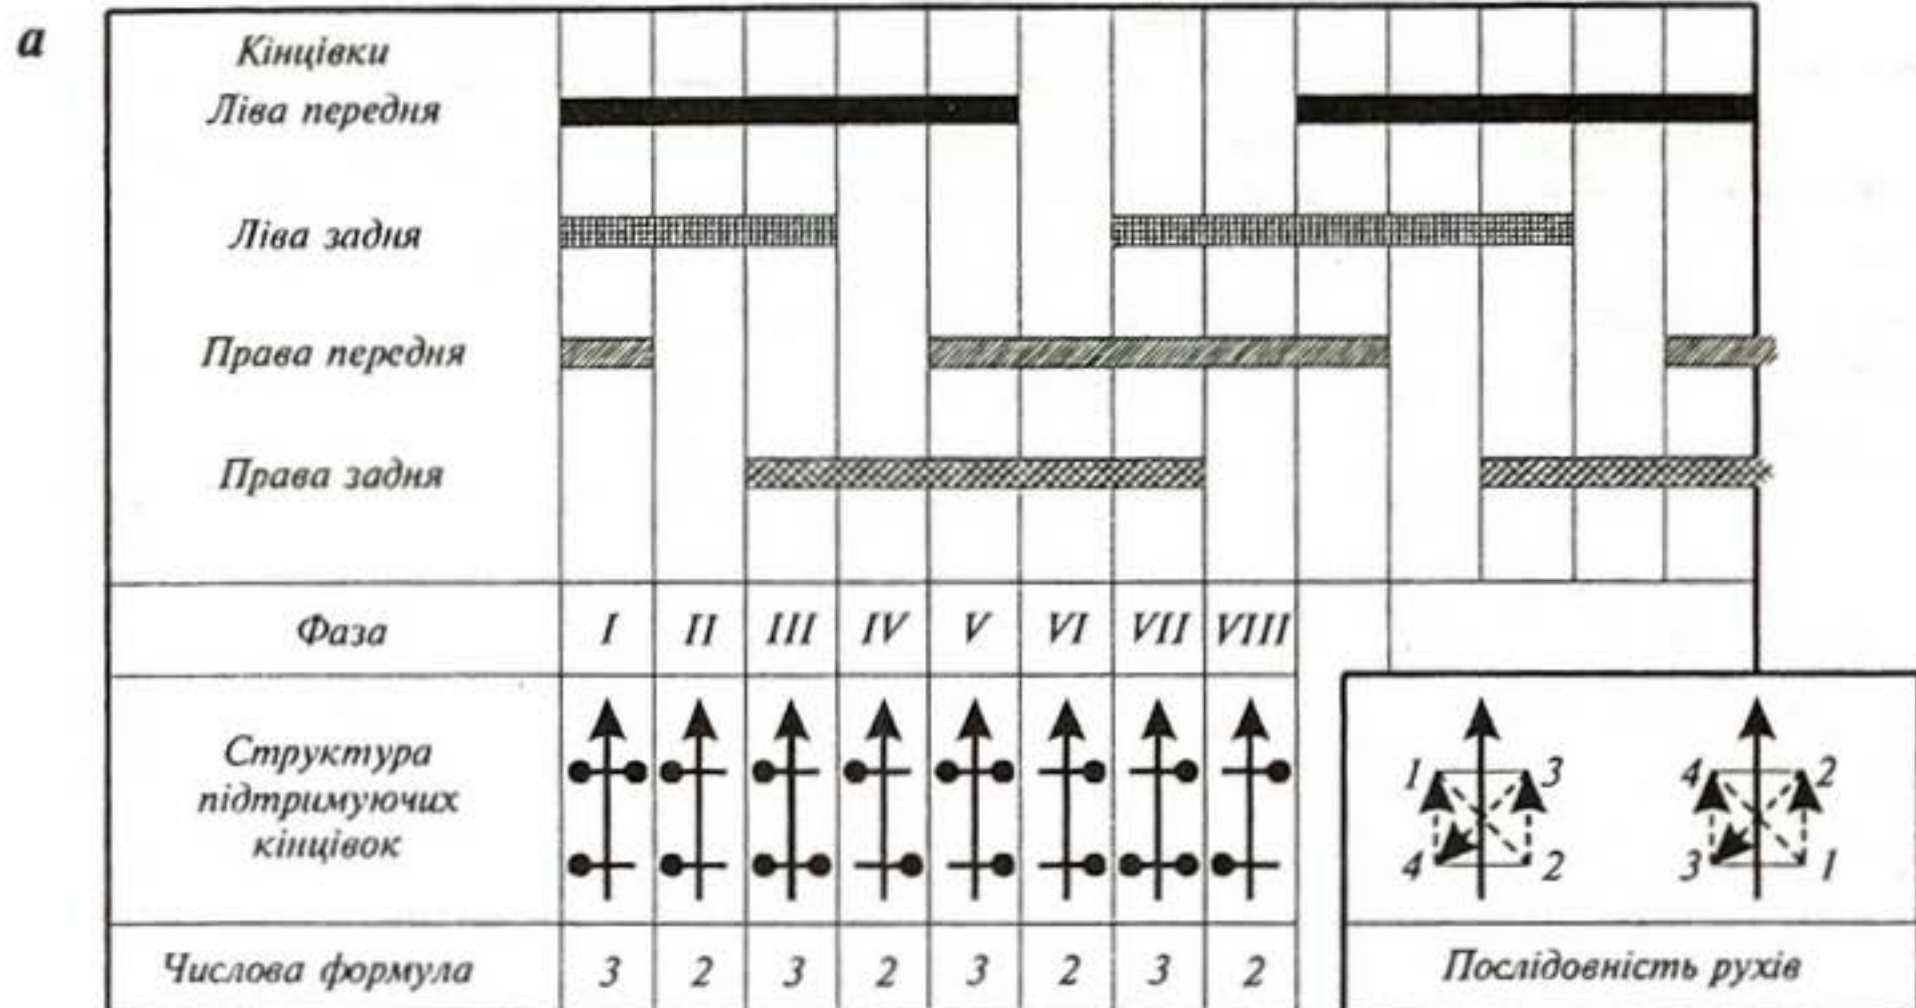 а
Кінцівки
Ліва передня
Ліва задня
Права передня
Права задня
Фаза I II III IV V VI VII VIII
Структура
підтримуючих
кінцівок
1 3 4 2
4 2 3 1
Числова формула 3 2 3 2 3 2 3 2 Послідовність рухів